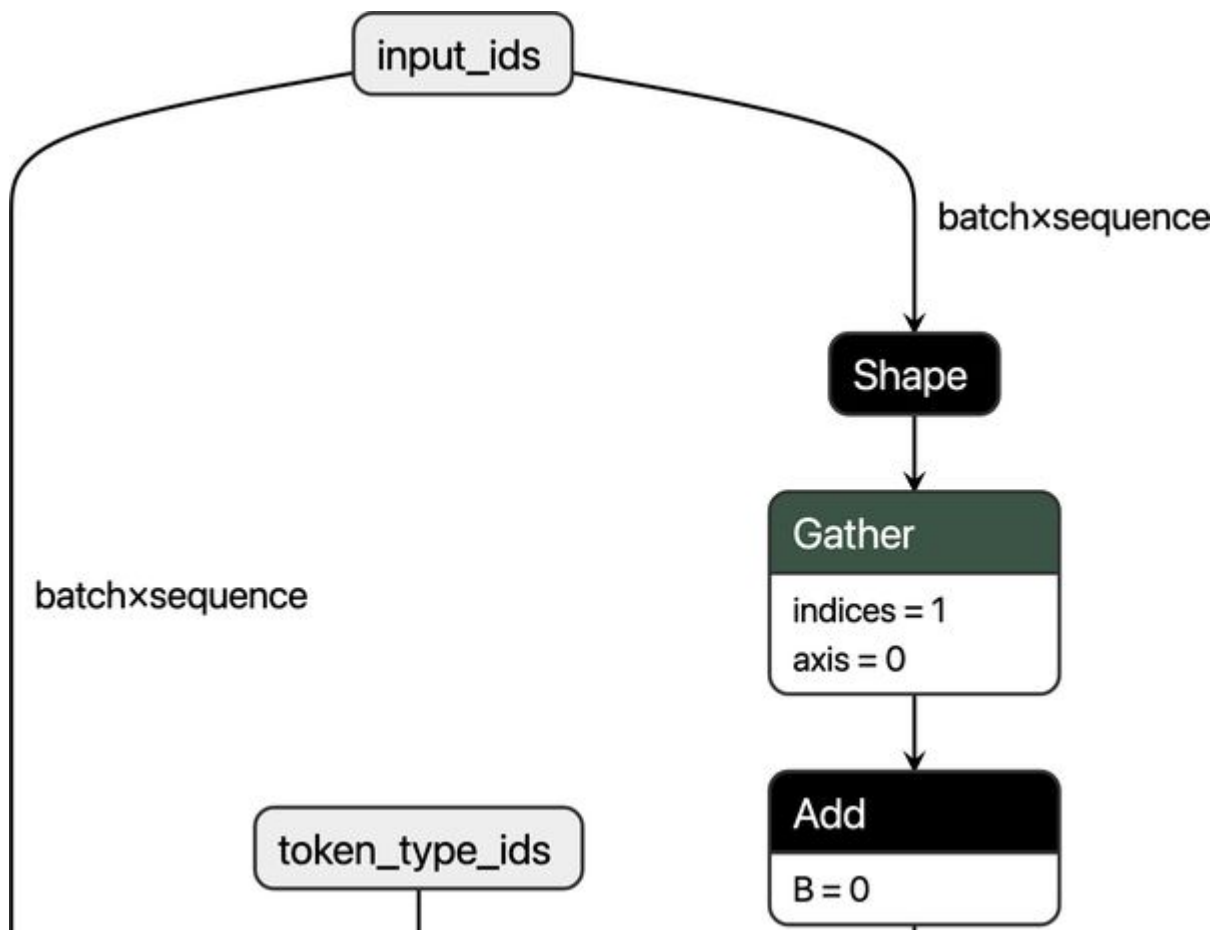 input_ids
batch×sequence
Shape
Gather
indices = 1
axis = 0
batch×sequence
Add
B = 0
token_type_ids